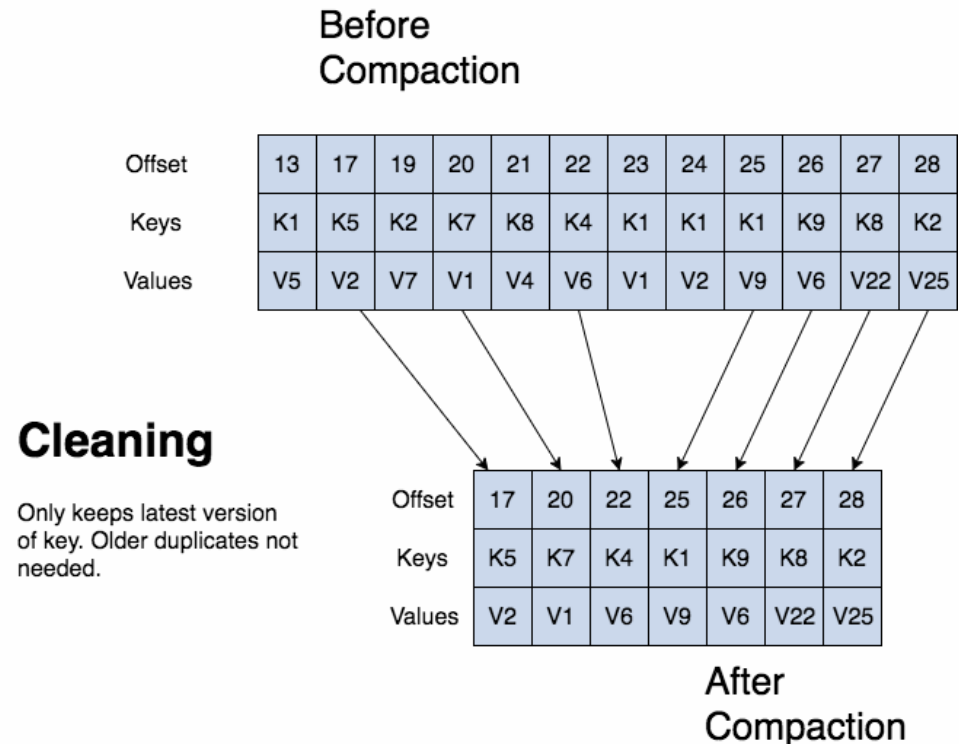 Before
Compaction
Offset 13 17 19 20 21 22 23 24 25 26 27 28
Keys K1 K5 K2 K7 K8 K4 K1 K1 K1 K9 K8 K2
Values V5 V2 V7 V1 V4 V6 V1 V2 V9 V6 V22 V25
Cleaning
Only keeps latest version
of key. Older duplicates not
needed.
Offset 17 20 22 25 26 27 28
Keys K5 K7 K4 K1 K9 K8 K2
Values V2 V1 V6 V9 V6 V22 V25
After
Compaction